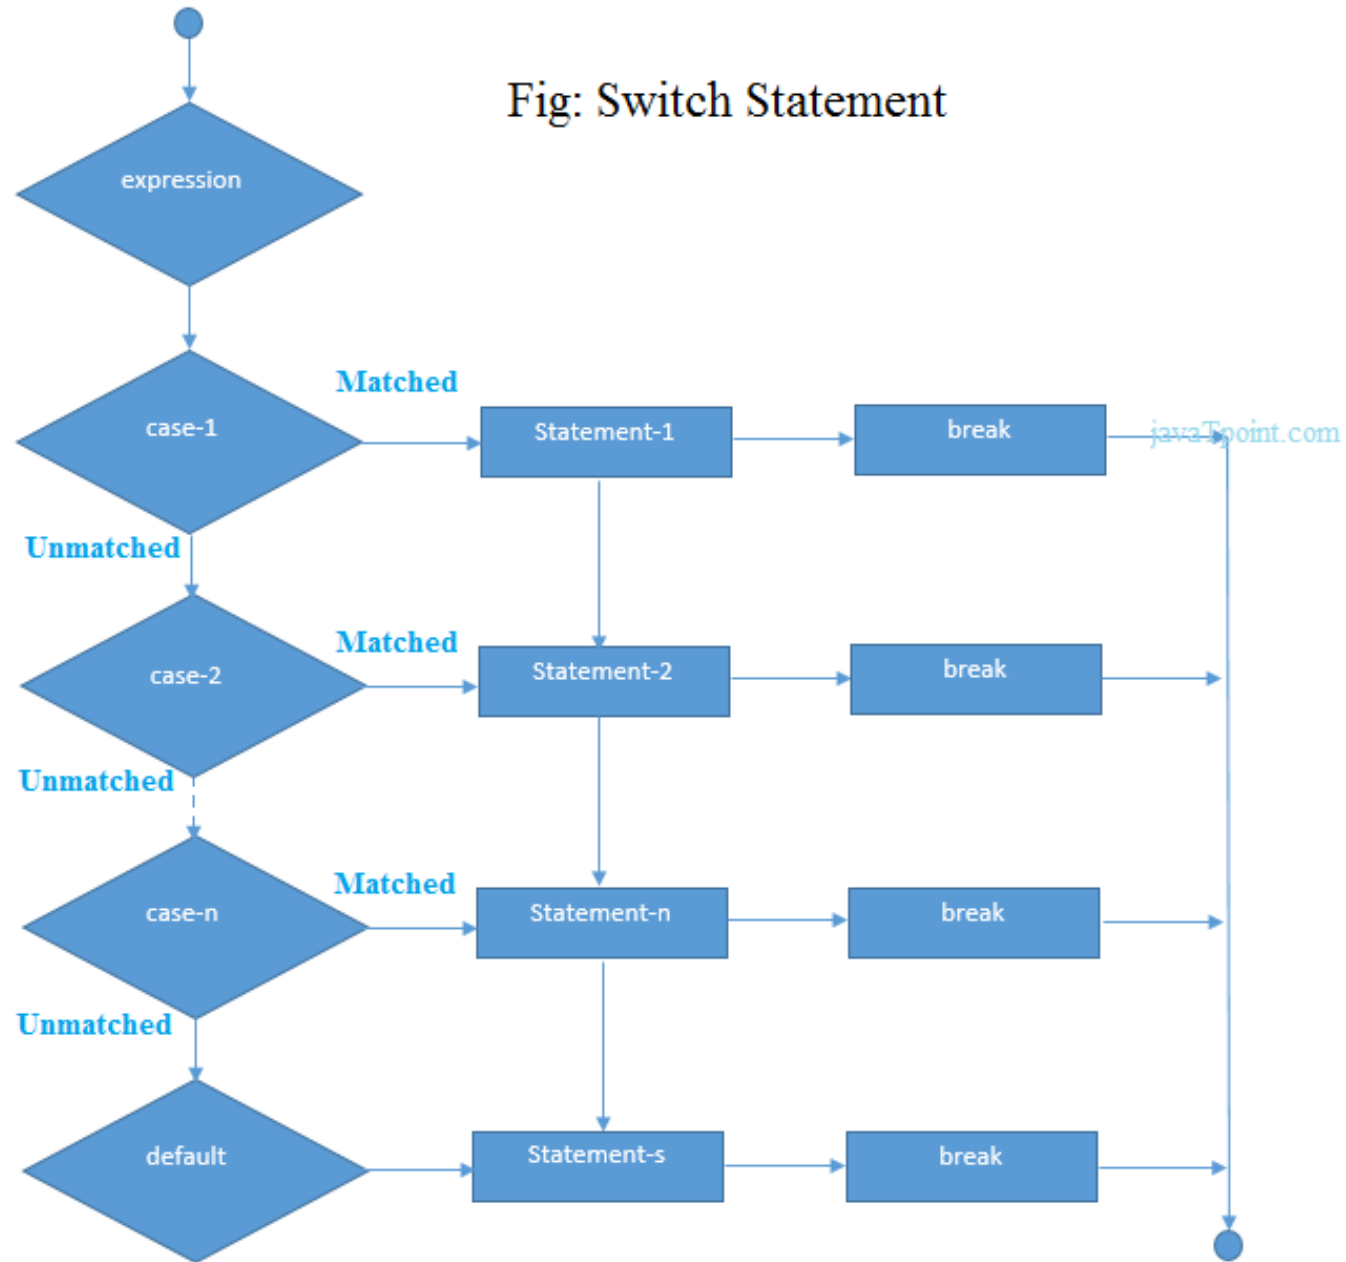 Fig: Switch Statement
expression
Matched
case-1
Statement-1
break
javaTpoint.com
Unmatched
Matched
case-2
Statement-2
break
Unmatched
Matched
case-n
Statement-n
break
Unmatched
default
Statement-s
break